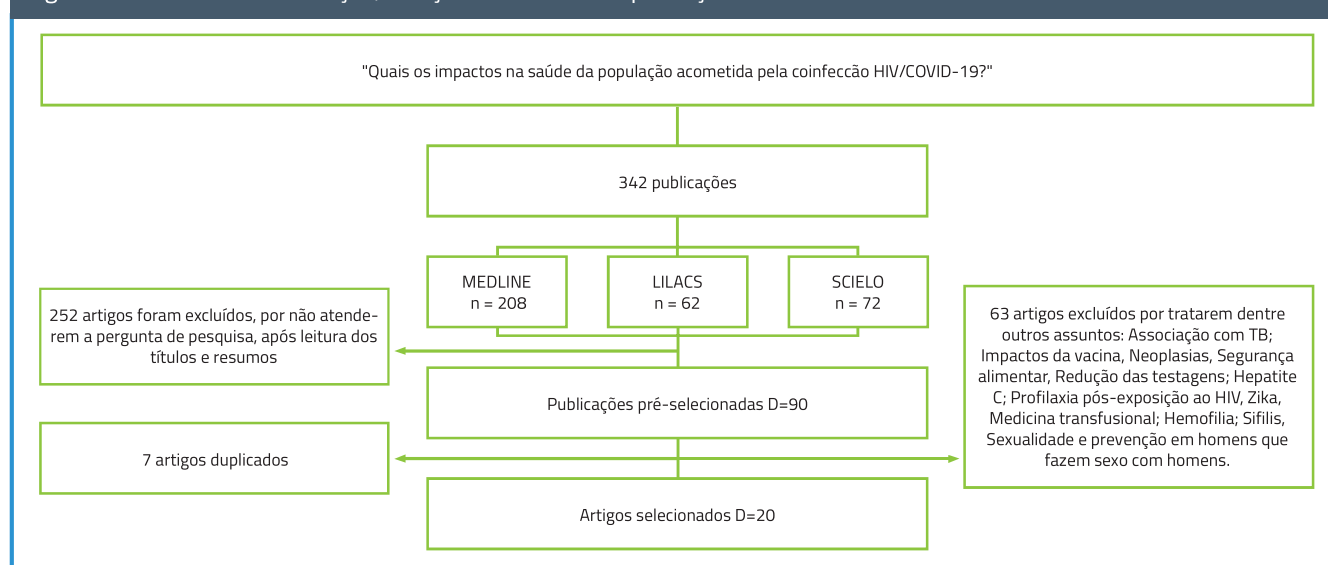 "Quais os impactos na saúde da população acometida pela coinfeccão HIV/COVID-19?"
342 publicações
MEDLINE
n = 208
LILACS
n = 62
SCIELO
n = 72
252 artigos foram excluídos, por não atende-
rem a pergunta de pesquisa, após leitura dos
títulos e resumos
63 artigos excluídos por tratarem dentre
outros assuntos: Associação com TB;
Impactos da vacina, Neoplasias, Segurança
alimentar, Redução das testagens; Hepatite
C; Profilaxia pós-exposição ao HIV, Zika,
Medicina transfusional; Hemofilia; Sifilis,
Sexualidade e prevenção em homens que
fazem sexo com homens.
Publicações pré-selecionadas D=90
7 artigos duplicados
Artigos selecionados D=20